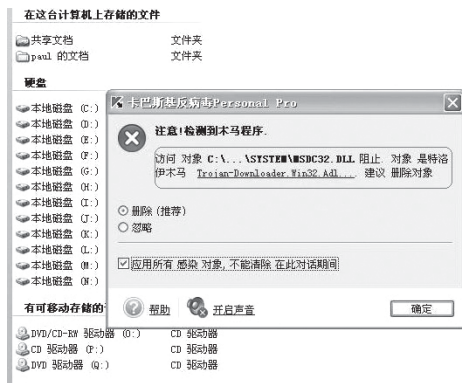 在这台计算机上存储的文件
共享文档 文件夹
paul 的文档 文件夹
硬盘
本地磁盘 (C:)
本地磁盘 (D:)
本地磁盘 (E:)
本地磁盘 (F:)
本地磁盘 (G:)
本地磁盘 (H:)
本地磁盘 (I:)
本地磁盘 (J:)
本地磁盘 (K:)
本地磁盘 (L:)
本地磁盘 (M:)
本地磁盘 (N:)
有可移动存储的
DVD/CD-RW 驱动器 (O:) CD 驱动器
CD 驱动器 (P:) CD 驱动器
DVD 驱动器 (Q:) CD 驱动器
卡巴斯基反病毒Personal Pro
注意!检测到木马程序.
访问 对象 C:\...\SYSTEM\MSDC32.DLL 阻止. 对象 是特洛
伊木马 Trojan-Downloader.Win32.Adl... 建议 删除对象
删除 (推荐)
忽略
应用所有 感染 对象, 不能清除 在此对话期间
帮助 开启声音 确定